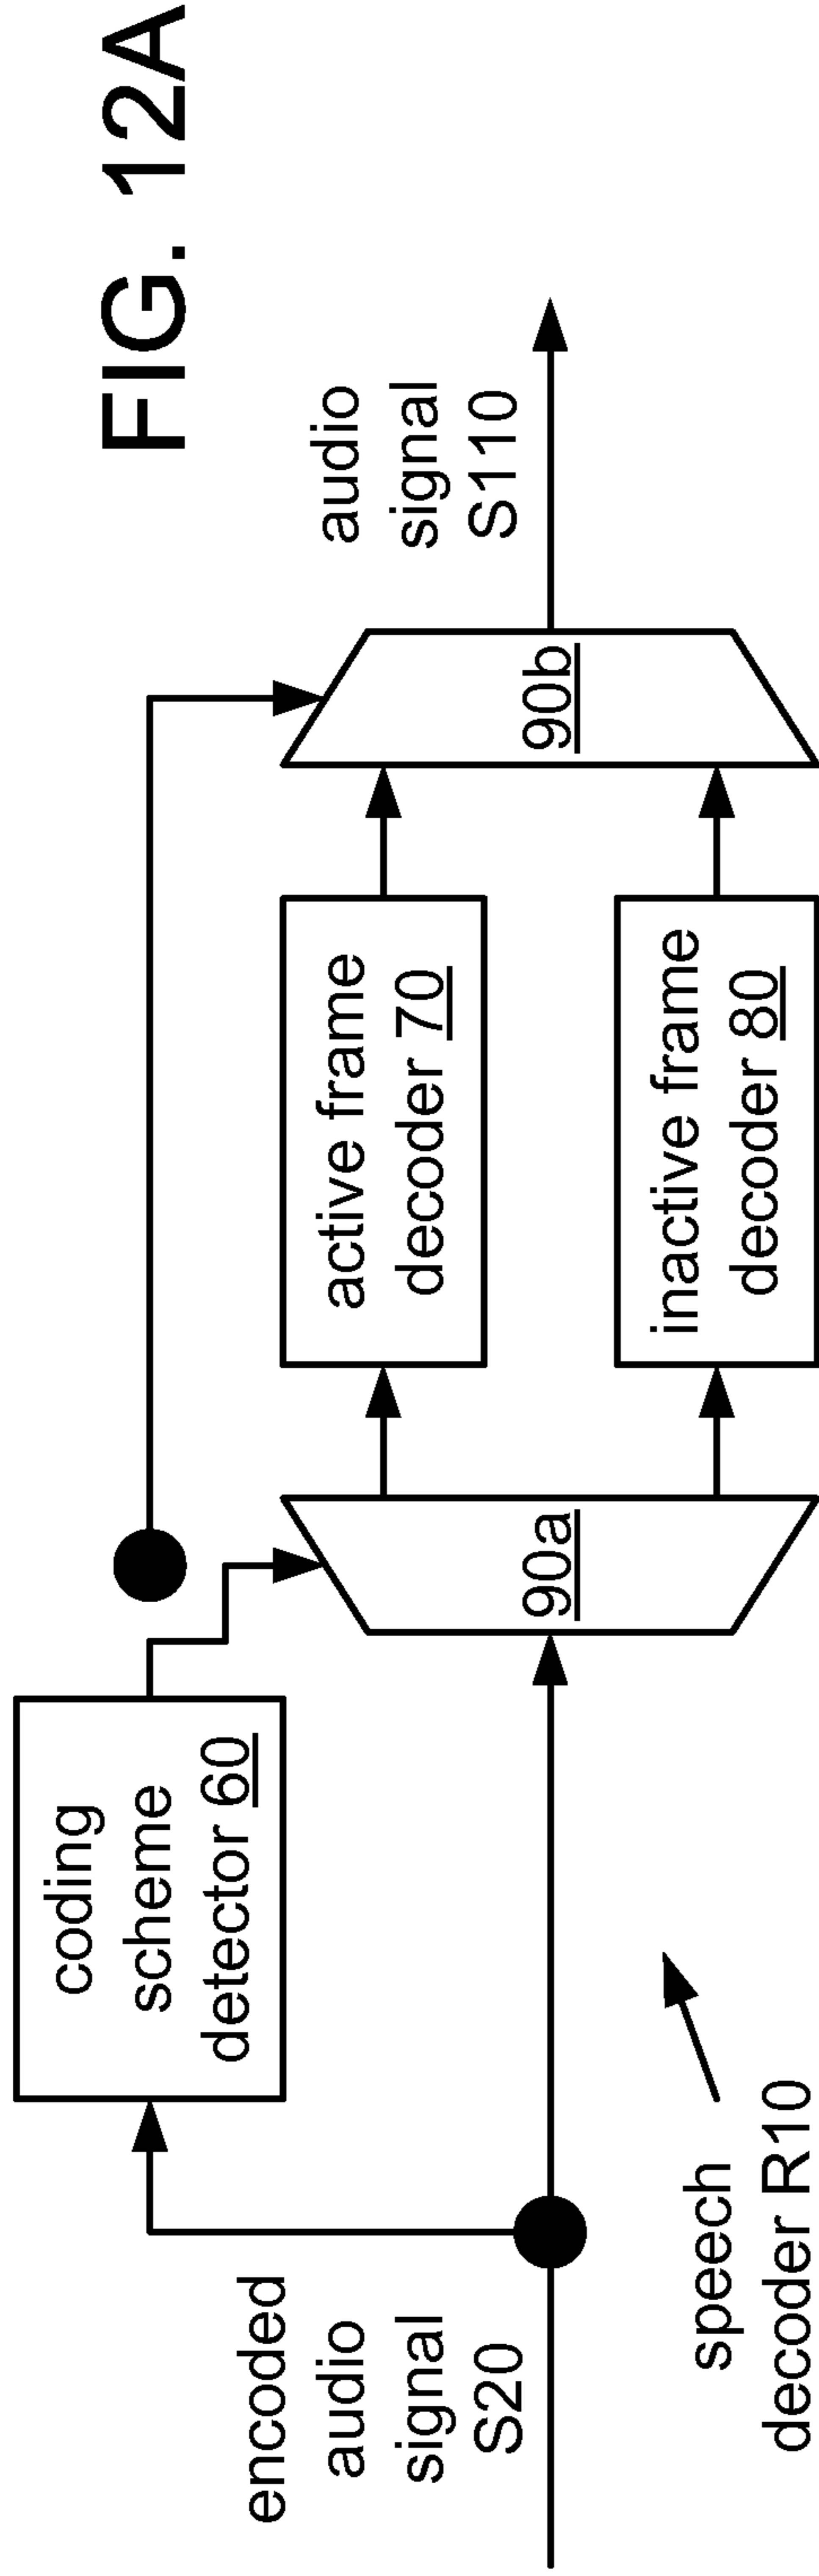 FIG. 12A
encoded
audio
signal
S20
coding
scheme
detector 60
90a
active frame
decoder 70
inactive frame
decoder 80
90b
audio
signal
S110
speech
decoder R10